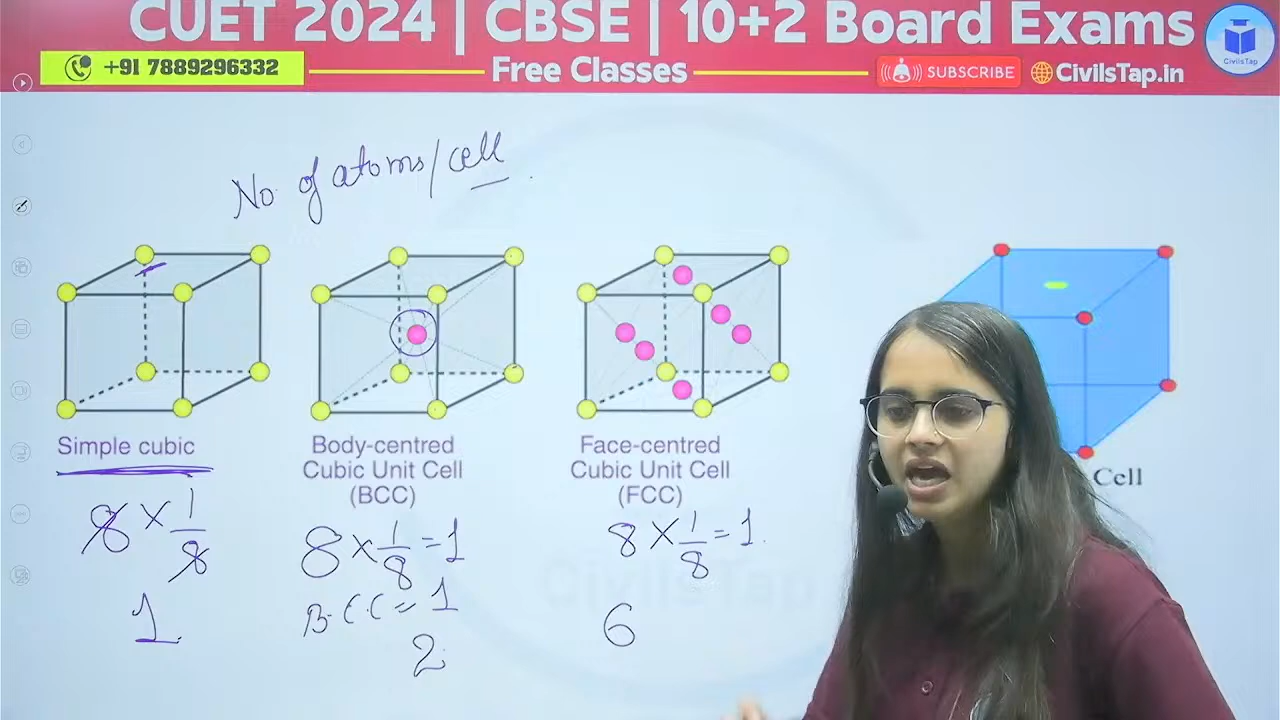 CUET 2024 | CBSE | 10+2 Board Exams
+91 7889296332
Free Classes
SUBSCRIBE
CivilsTap.in
CivilsTap
No. of atoms/cell.
Simple cubic
Body-centred
Cubic Unit Cell
(BCC)
Face-centred
Cubic Unit Cell
(FCC)
Cell
8 × 1/8
1
8 × 1/8 = 1
B.C.C = 1
2
8 × 1/8 = 1.
6
CivilsTap